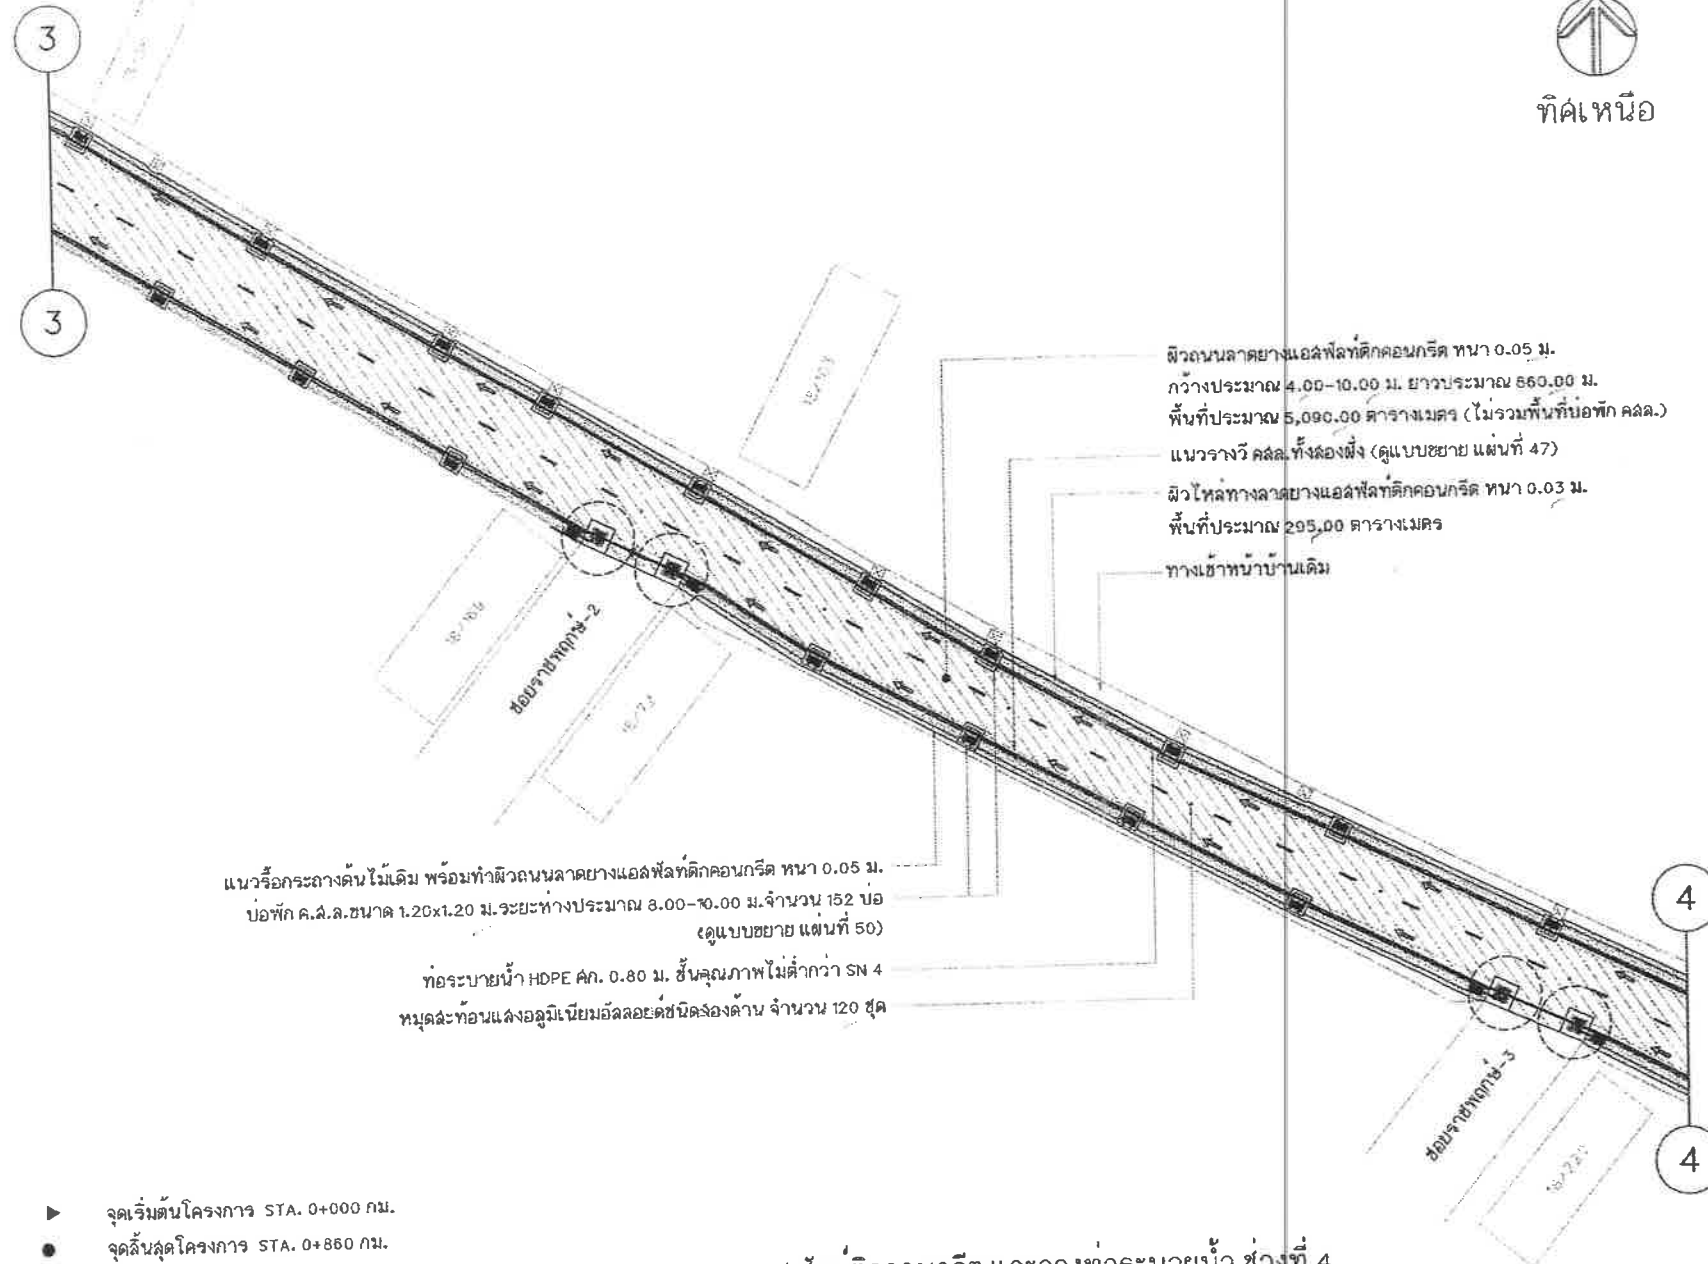 3
ทิศเหนือ
3
18/103
ผิวถนนลาดยางแอสฟัลท์ติกคอนกรีต หนา 0.05 ม.
กว้างประมาณ 4.00-10.00 ม. ยาวประมาณ 860.00 ม.
พื้นที่ประมาณ 5,090.00 ตารางเมตร (ไม่รวมพื้นที่บ่อพัก คสล.)
แนวรางวี คสล.ทั้งสองฝั่ง (ดูแบบขยาย แผ่นที่ 47)
ผิวไหล่ทางลาดยางแอสฟัลท์ติกคอนกรีต หนา 0.03 ม.
พื้นที่ประมาณ 295.00 ตารางเมตร
ทางเข้าหน้าบ้านเดิม
ซอยราชพฤกษ์-2
18/73
แนวรื้อกระถางต้นไม้เดิม พร้อมทำผิวถนนลาดยางแอสฟัลท์ติกคอนกรีต หนา 0.05 ม.
บ่อพัก ค.ส.ล.ขนาด 1.20x1.20 ม.ระยะห่างประมาณ 8.00-10.00 ม.จำนวน 152 บ่อ
(ดูแบบขยาย แผ่นที่ 50)
ท่อระบายน้ำ HDPE ศก. 0.80 ม. ชั้นคุณภาพไม่ต่ำกว่า SN 4
หมุดสะท้อนแสงอลูมิเนียมอัลลอยด์ชนิดสองด้าน จำนวน 120 ชุด
4
ซอยราชพฤกษ์-3
4
จุดเริ่มต้นโครงการ STA. 0+000 กม.
จุดสิ้นสุดโครงการ STA. 0+860 กม.
ท่อระบายน้ำ ช่วงที่ 4